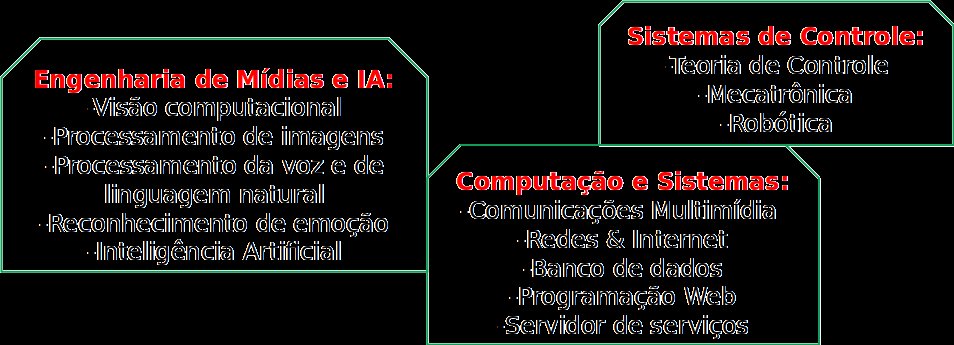 Engenharia de Mídias e IA:
·Visão computacional
·Processamento de imagens
·Processamento da voz e de
linguagem natural
·Reconhecimento de emoção
·Inteligência Artificial
Sistemas de Controle:
·Teoria de Controle
·Mecatrônica
·Robótica
Computação e Sistemas:
·Comunicações Multimídia
·Redes & Internet
·Banco de dados
·Programação Web
·Servidor de serviços